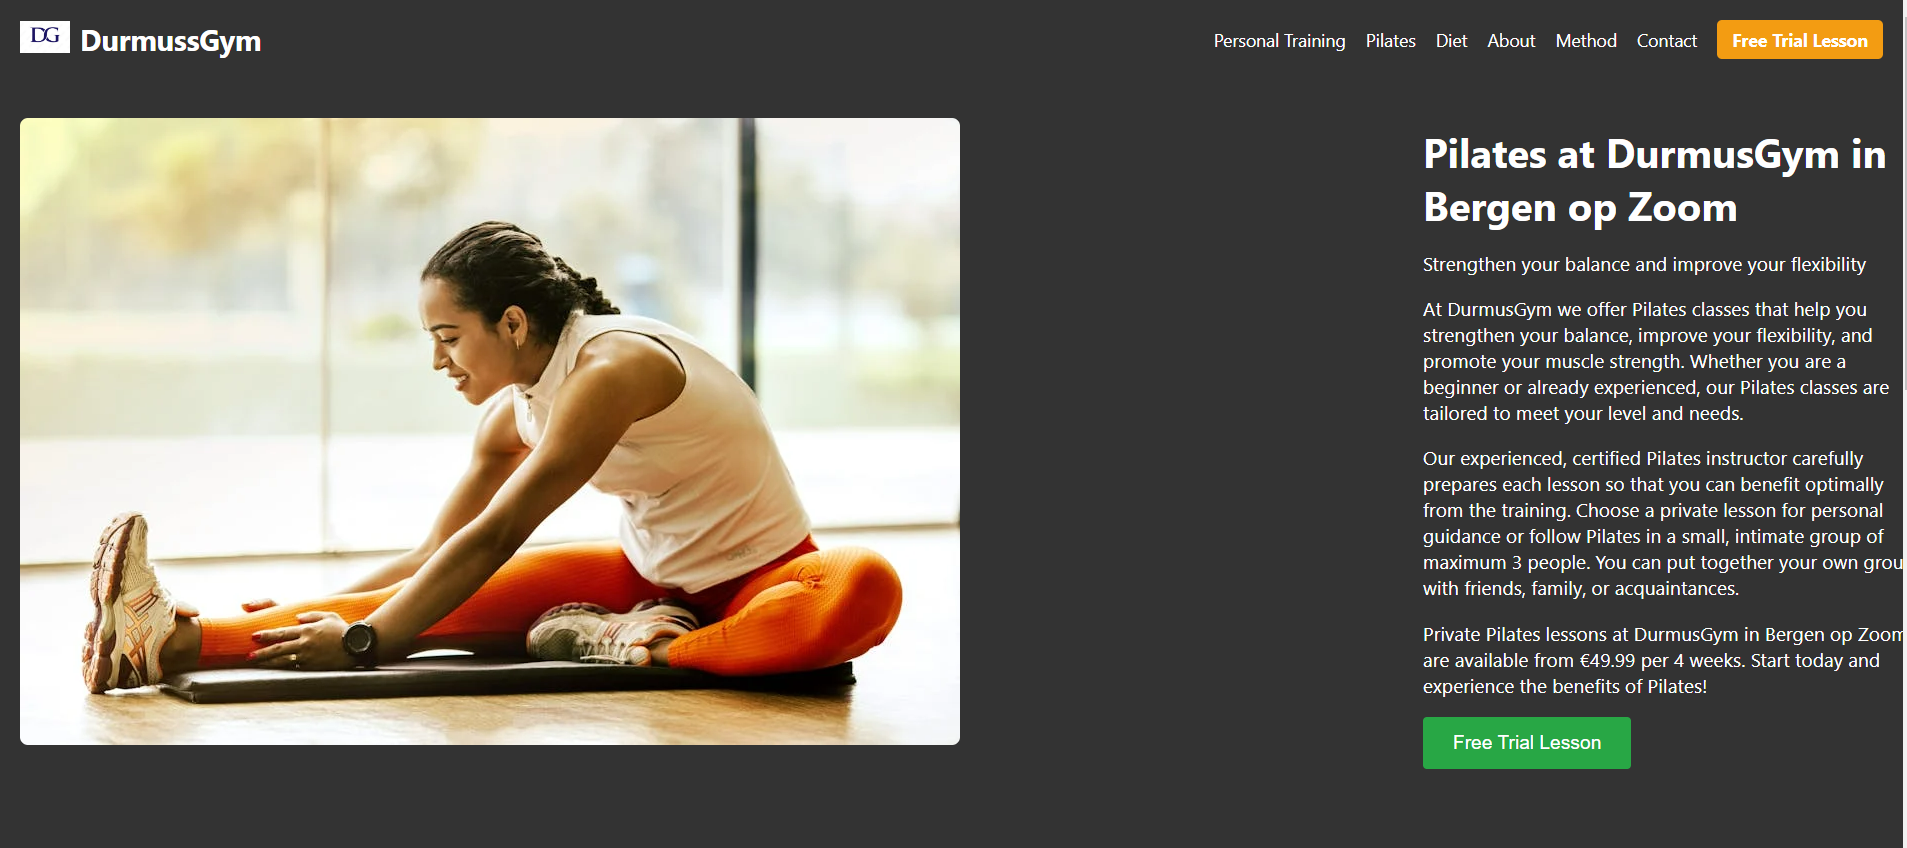 DG DurmussGym
Personal Training Pilates Diet About Method Contact Free Trial Lesson
Pilates at DurmusGym in
Bergen op Zoom
Strengthen your balance and improve your flexibility
At DurmusGym we offer Pilates classes that help you
strengthen your balance, improve your flexibility, and
promote your muscle strength. Whether you are a
beginner or already experienced, our Pilates classes are
tailored to meet your level and needs.
Our experienced, certified Pilates instructor carefully
prepares each lesson so that you can benefit optimally
from the training. Choose a private lesson for personal
guidance or follow Pilates in a small, intimate group of
maximum 3 people. You can put together your own grou
with friends, family, or acquaintances.
Private Pilates lessons at DurmusGym in Bergen op Zoom
are available from €49.99 per 4 weeks. Start today and
experience the benefits of Pilates!
Free Trial Lesson